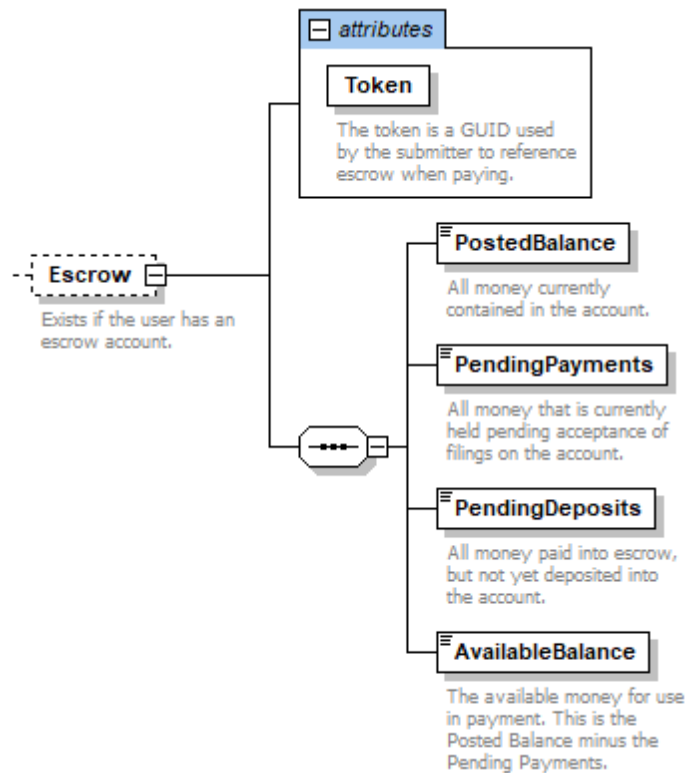 attributes
Token
The token is a GUID used
by the submitter to reference
escrow when paying.
Escrow
Exists if the user has an
escrow account.
PostedBalance
All money currently
contained in the account.
PendingPayments
All money that is currently
held pending acceptance of
filings on the account.
PendingDeposits
All money paid into escrow,
but not yet deposited into
the account.
AvailableBalance
The available money for use
in payment. This is the
Posted Balance minus the
Pending Payments.